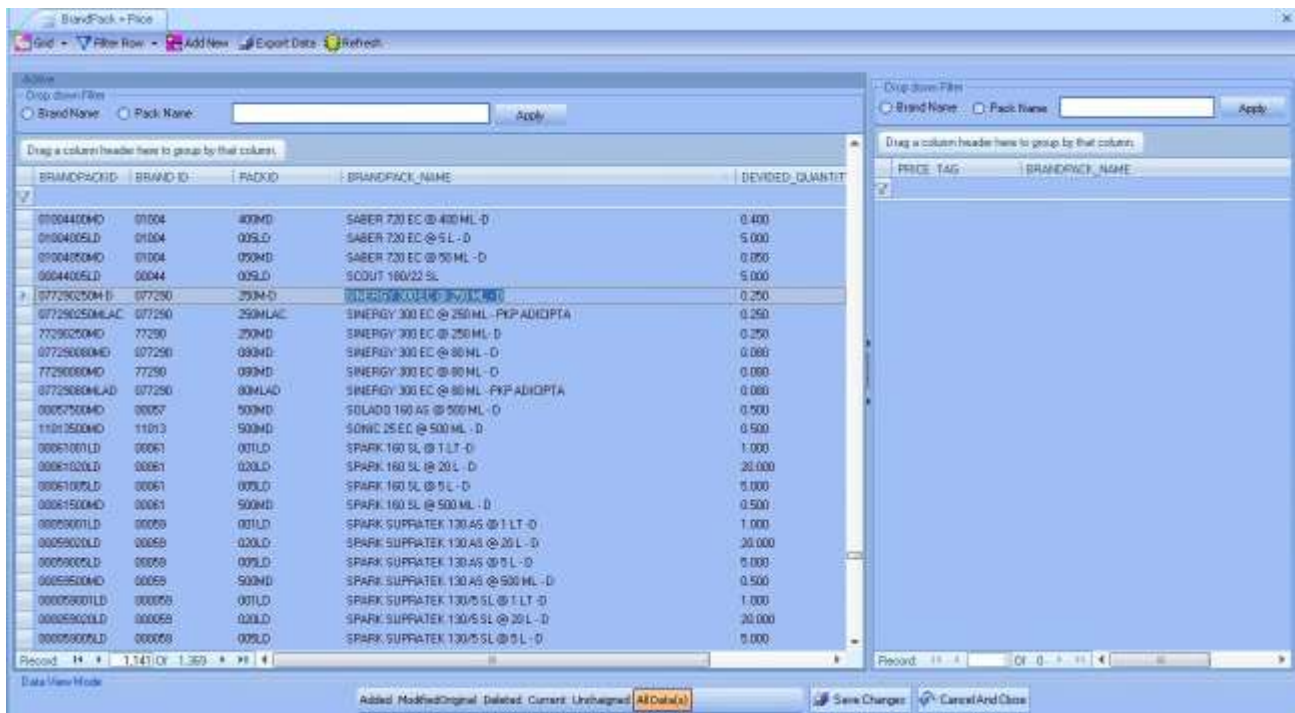 BrandPack + Price
Grid Filter Row Add New Export Data Refresh
Active
Drop down Filter
Brand Name Pack Name Apply
Drag a column header here to group by that column.
BRANDPACKID BRAND ID PACKID BRANDPACK_NAME DEVIDED_QUANTIT
01004400MD 01004 400MD SABER 720 EC @ 400 ML -D 0.400
01004005LD 01004 005LD SABER 720 EC @ 5 L - D 5.000
01004050MD 01004 050MD SABER 720 EC @ 50 ML -D 0.050
00044005LD 00044 005LD SCOUT 180/22 SL 5.000
077290250M-D 077290 250M-D SINERGY 300 EC @ 250 ML - D 0.250
077290250MLAC 077290 250MLAC SINERGY 300 EC @ 250 ML - PKP ADICIPTA 0.250
77290250MD 77290 250MD SINERGY 300 EC @ 250 ML- D 0.250
077290080MD 077290 080MD SINERGY 300 EC @ 80 ML - D 0.080
77290080MD 77290 080MD SINERGY 300 EC @ 80 ML -D 0.080
07729080MLAD 077290 80MLAD SINERGY 300 EC @ 80 ML -PKP ADICIPTA 0.080
00057500MD 00057 500MD SOLADO 160 AS @ 500 ML - D 0.500
11013500MD 11013 500MD SONIC 25 EC @ 500 ML - D 0.500
00061001LD 00061 001LD SPARK 160 SL @ 1 LT -D 1.000
00061020LD 00061 020LD SPARK 160 SL @ 20 L - D 20.000
00061005LD 00061 005LD SPARK 160 SL @ 5 L - D 5.000
00061500MD 00061 500MD SPARK 160 SL @ 500 ML - D 0.500
00059001LD 00059 001LD SPARK SUPRATEK 130 AS @ 1 LT -D 1.000
00059020LD 00059 020LD SPARK SUPRATEK 130 AS @ 20 L - D 20.000
00059005LD 00059 005LD SPARK SUPRATEK 130 AS @ 5 L - D 5.000
00059500MD 00059 500MD SPARK SUPRATEK 130 AS @ 500 ML - D 0.500
000059001LD 000059 001LD SPARK SUPRATEK 130/5 SL @ 1 LT -D 1.000
000059020LD 000059 020LD SPARK SUPRATEK 130/5 SL @ 20 L - D 20.000
000059005LD 000059 005LD SPARK SUPRATEK 130/5 SL @ 5 L - D 5.000
Record: 1,141 Of 1.369
Drop down Filter
Brand Name Pack Name Apply
Drag a column header here to group by that column.
PRICE_TAG BRANDPACK_NAME
Record: Of 0
Data View Mode
Added ModifiedOriginal Deleted Current Unchaigned All Data(s) Save Changes Cancel And Close